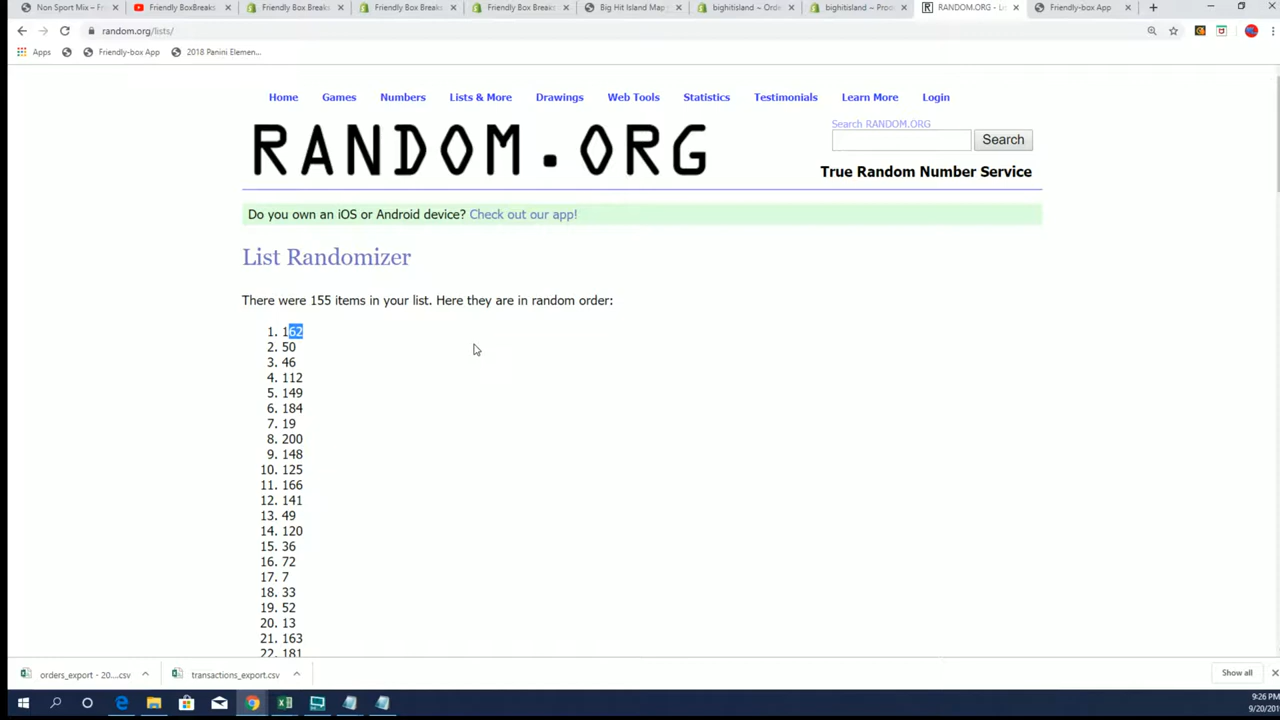 Non Sport Mix – Fri
Friendly BoxBreaks
Friendly Box Breaks
Friendly Box Breaks
Friendly Box Breaks
Big Hit Island Map
bighitisland ~ Orde
bighitisland ~ Prod
RANDOM.ORG - Li
Friendly-box App
random.org/lists/
Apps
Friendly-box App
2018 Panini Elemen...
Home Games Numbers Lists & More Drawings Web Tools Statistics Testimonials Learn More Login
RANDOM.ORG
Search RANDOM.ORG
Search
True Random Number Service
Do you own an iOS or Android device? Check out our app!
List Randomizer
There were 155 items in your list. Here they are in random order:
1. 162
2. 50
3. 46
4. 112
5. 149
6. 184
7. 19
8. 200
9. 148
10. 125
11. 166
12. 141
13. 49
14. 120
15. 36
16. 72
17. 7
18. 33
19. 52
20. 13
21. 163
22. 181
orders_export - 20....csv
transactions_export.csv
Show all
9:26 PM
9/20/201